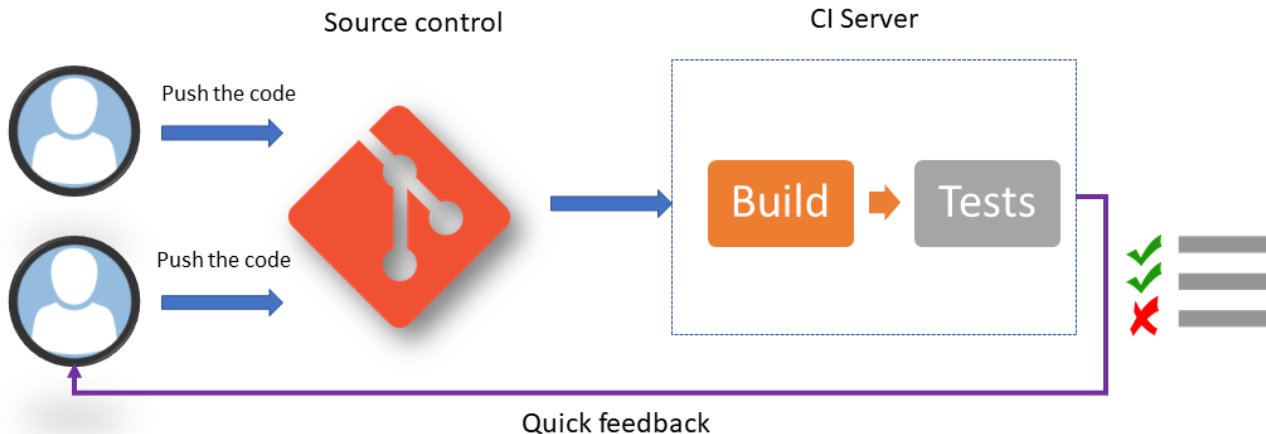 Source control
CI Server
Push the code
Build
Tests
Push the code
Quick feedback